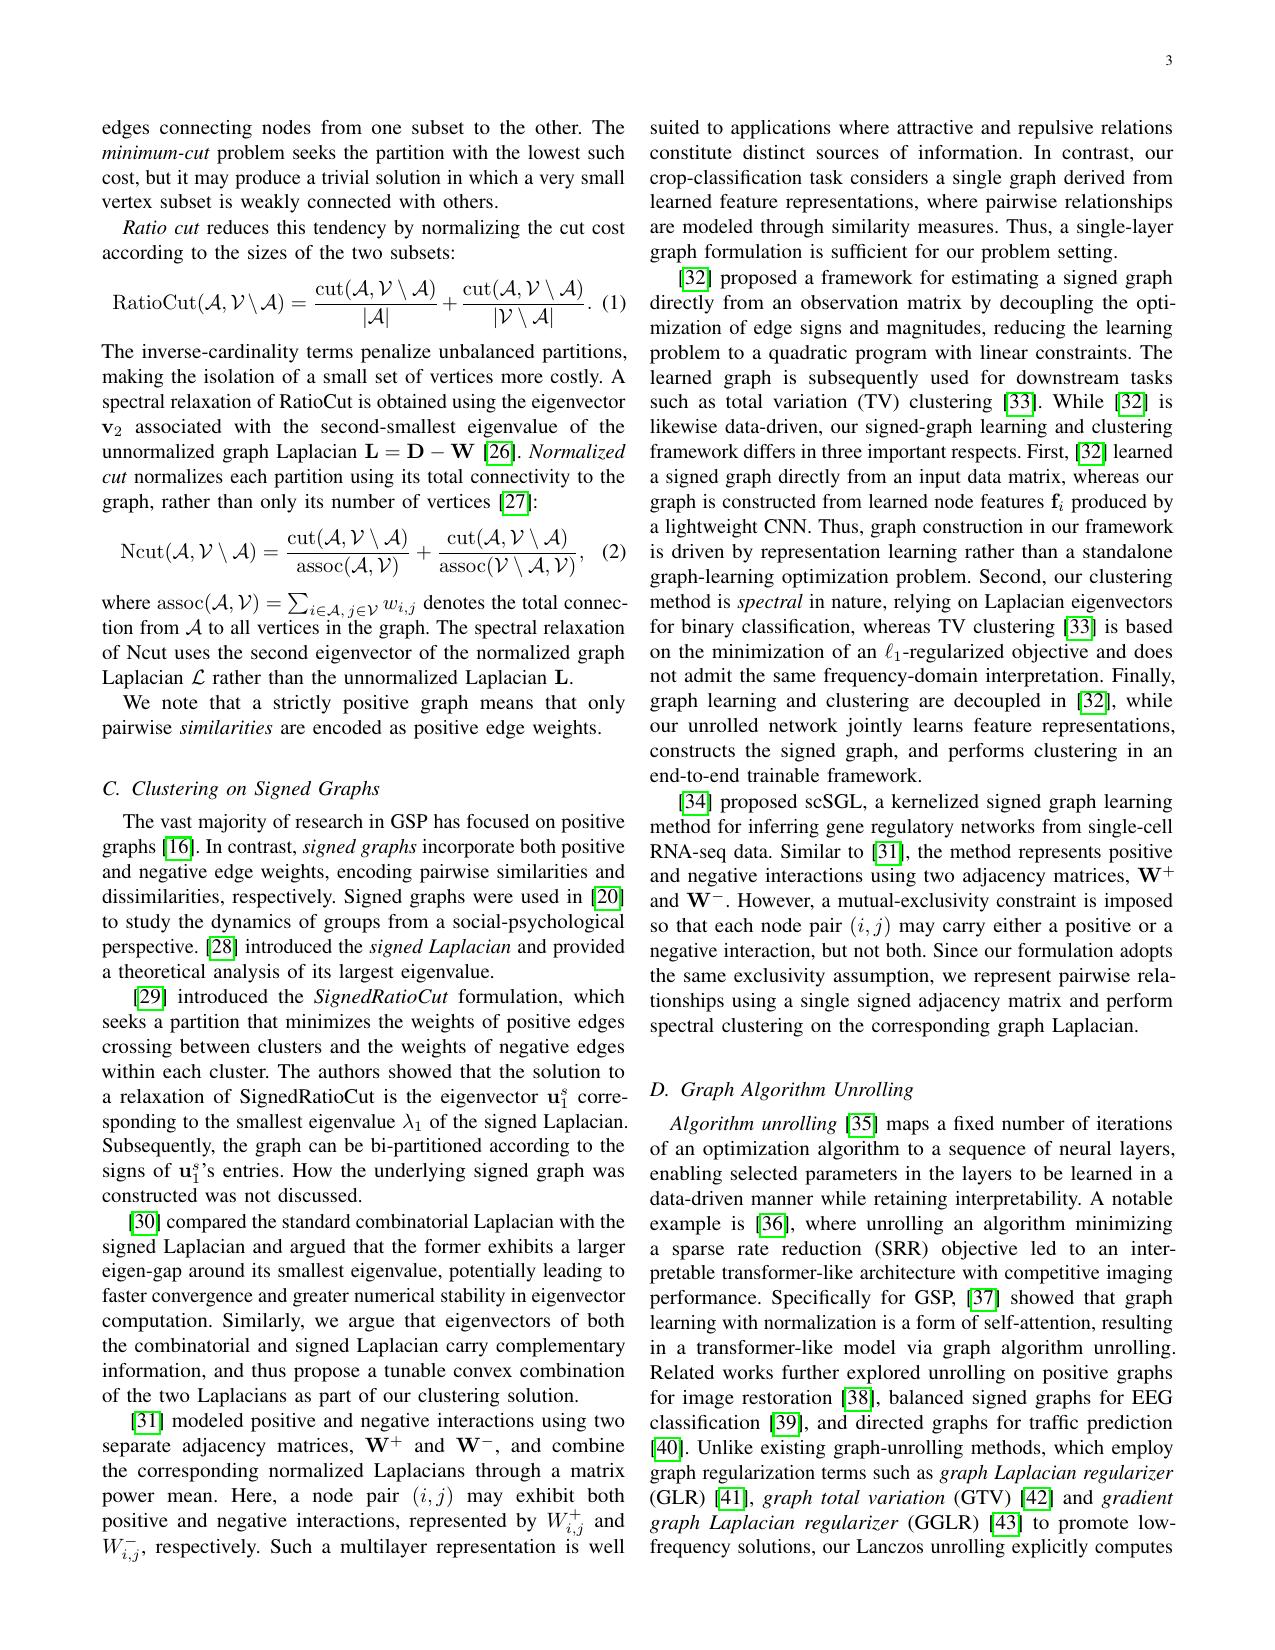 3
edges connecting nodes from one subset to the other. The
minimum-cut problem seeks the partition with the lowest such
cost, but it may produce a trivial solution in which a very small
vertex subset is weakly connected with others.
Ratio cut reduces this tendency by normalizing the cut cost
according to the sizes of the two subsets:
RatioCut(𝒜, 𝒱 \ 𝒜) = cut(𝒜, 𝒱 \ 𝒜) / |𝒜| + cut(𝒜, 𝒱 \ 𝒜) / |𝒱 \ 𝒜| . (1)
The inverse-cardinality terms penalize unbalanced partitions,
making the isolation of a small set of vertices more costly. A
spectral relaxation of RatioCut is obtained using the eigenvector
v₂ associated with the second-smallest eigenvalue of the
unnormalized graph Laplacian L = D − W [26]. Normalized
cut normalizes each partition using its total connectivity to the
graph, rather than only its number of vertices [27]:
Ncut(𝒜, 𝒱 \ 𝒜) = cut(𝒜, 𝒱 \ 𝒜) / assoc(𝒜, 𝒱) + cut(𝒜, 𝒱 \ 𝒜) / assoc(𝒱 \ 𝒜, 𝒱) , (2)
where assoc(𝒜, 𝒱) = ∑_{i∈𝒜, j∈𝒱} w_{i,j} denotes the total connec-
tion from 𝒜 to all vertices in the graph. The spectral relaxation
of Ncut uses the second eigenvector of the normalized graph
Laplacian ℒ rather than the unnormalized Laplacian L.
We note that a strictly positive graph means that only
pairwise similarities are encoded as positive edge weights.
C. Clustering on Signed Graphs
The vast majority of research in GSP has focused on positive
graphs [16]. In contrast, signed graphs incorporate both positive
and negative edge weights, encoding pairwise similarities and
dissimilarities, respectively. Signed graphs were used in [20]
to study the dynamics of groups from a social-psychological
perspective. [28] introduced the signed Laplacian and provided
a theoretical analysis of its largest eigenvalue.
[29] introduced the SignedRatioCut formulation, which
seeks a partition that minimizes the weights of positive edges
crossing between clusters and the weights of negative edges
within each cluster. The authors showed that the solution to
a relaxation of SignedRatioCut is the eigenvector u₁ˢ corre-
sponding to the smallest eigenvalue λ₁ of the signed Laplacian.
Subsequently, the graph can be bi-partitioned according to the
signs of u₁ˢ's entries. How the underlying signed graph was
constructed was not discussed.
[30] compared the standard combinatorial Laplacian with the
signed Laplacian and argued that the former exhibits a larger
eigen-gap around its smallest eigenvalue, potentially leading to
faster convergence and greater numerical stability in eigenvector
computation. Similarly, we argue that eigenvectors of both
the combinatorial and signed Laplacian carry complementary
information, and thus propose a tunable convex combination
of the two Laplacians as part of our clustering solution.
[31] modeled positive and negative interactions using two
separate adjacency matrices, W⁺ and W⁻, and combine
the corresponding normalized Laplacians through a matrix
power mean. Here, a node pair (i, j) may exhibit both
positive and negative interactions, represented by W⁺_{i,j} and
W⁻_{i,j}, respectively. Such a multilayer representation is well
suited to applications where attractive and repulsive relations
constitute distinct sources of information. In contrast, our
crop-classification task considers a single graph derived from
learned feature representations, where pairwise relationships
are modeled through similarity measures. Thus, a single-layer
graph formulation is sufficient for our problem setting.
[32] proposed a framework for estimating a signed graph
directly from an observation matrix by decoupling the opti-
mization of edge signs and magnitudes, reducing the learning
problem to a quadratic program with linear constraints. The
learned graph is subsequently used for downstream tasks
such as total variation (TV) clustering [33]. While [32] is
likewise data-driven, our signed-graph learning and clustering
framework differs in three important respects. First, [32] learned
a signed graph directly from an input data matrix, whereas our
graph is constructed from learned node features f_i produced by
a lightweight CNN. Thus, graph construction in our framework
is driven by representation learning rather than a standalone
graph-learning optimization problem. Second, our clustering
method is spectral in nature, relying on Laplacian eigenvectors
for binary classification, whereas TV clustering [33] is based
on the minimization of an ℓ₁-regularized objective and does
not admit the same frequency-domain interpretation. Finally,
graph learning and clustering are decoupled in [32], while
our unrolled network jointly learns feature representations,
constructs the signed graph, and performs clustering in an
end-to-end trainable framework.
[34] proposed scSGL, a kernelized signed graph learning
method for inferring gene regulatory networks from single-cell
RNA-seq data. Similar to [31], the method represents positive
and negative interactions using two adjacency matrices, W⁺
and W⁻. However, a mutual-exclusivity constraint is imposed
so that each node pair (i, j) may carry either a positive or a
negative interaction, but not both. Since our formulation adopts
the same exclusivity assumption, we represent pairwise rela-
tionships using a single signed adjacency matrix and perform
spectral clustering on the corresponding graph Laplacian.
D. Graph Algorithm Unrolling
Algorithm unrolling [35] maps a fixed number of iterations
of an optimization algorithm to a sequence of neural layers,
enabling selected parameters in the layers to be learned in a
data-driven manner while retaining interpretability. A notable
example is [36], where unrolling an algorithm minimizing
a sparse rate reduction (SRR) objective led to an inter-
pretable transformer-like architecture with competitive imaging
performance. Specifically for GSP, [37] showed that graph
learning with normalization is a form of self-attention, resulting
in a transformer-like model via graph algorithm unrolling.
Related works further explored unrolling on positive graphs
for image restoration [38], balanced signed graphs for EEG
classification [39], and directed graphs for traffic prediction
[40]. Unlike existing graph-unrolling methods, which employ
graph regularization terms such as graph Laplacian regularizer
(GLR) [41], graph total variation (GTV) [42] and gradient
graph Laplacian regularizer (GGLR) [43] to promote low-
frequency solutions, our Lanczos unrolling explicitly computes